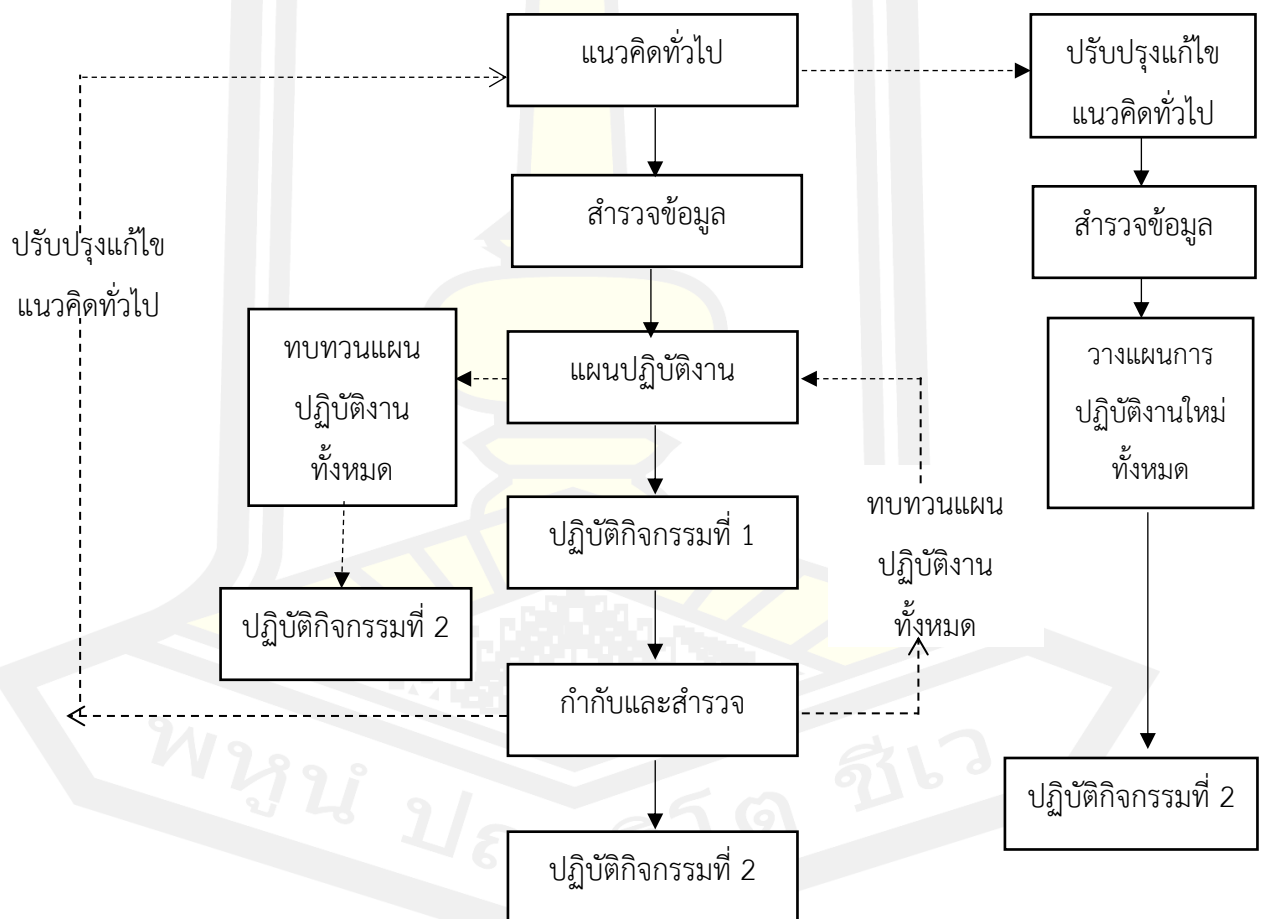 แนวคิดทั่วไป
ปรับปรุงแก้ไข
แนวคิดทั่วไป
สำรวจข้อมูล
สำรวจข้อมูล
ปรับปรุงแก้ไข
แนวคิดทั่วไป
ทบทวนแผน
ปฏิบัติงาน
ทั้งหมด
แผนปฏิบัติงาน
วางแผนการ
ปฏิบัติงานใหม่
ทั้งหมด
ปฏิบัติกิจกรรมที่ 1
ทบทวนแผน
ปฏิบัติงาน
ทั้งหมด
ปฏิบัติกิจกรรมที่ 2
กำกับและสำรวจ
ปฏิบัติกิจกรรมที่ 2
ปฏิบัติกิจกรรมที่ 2
พหูนํ ชีเว